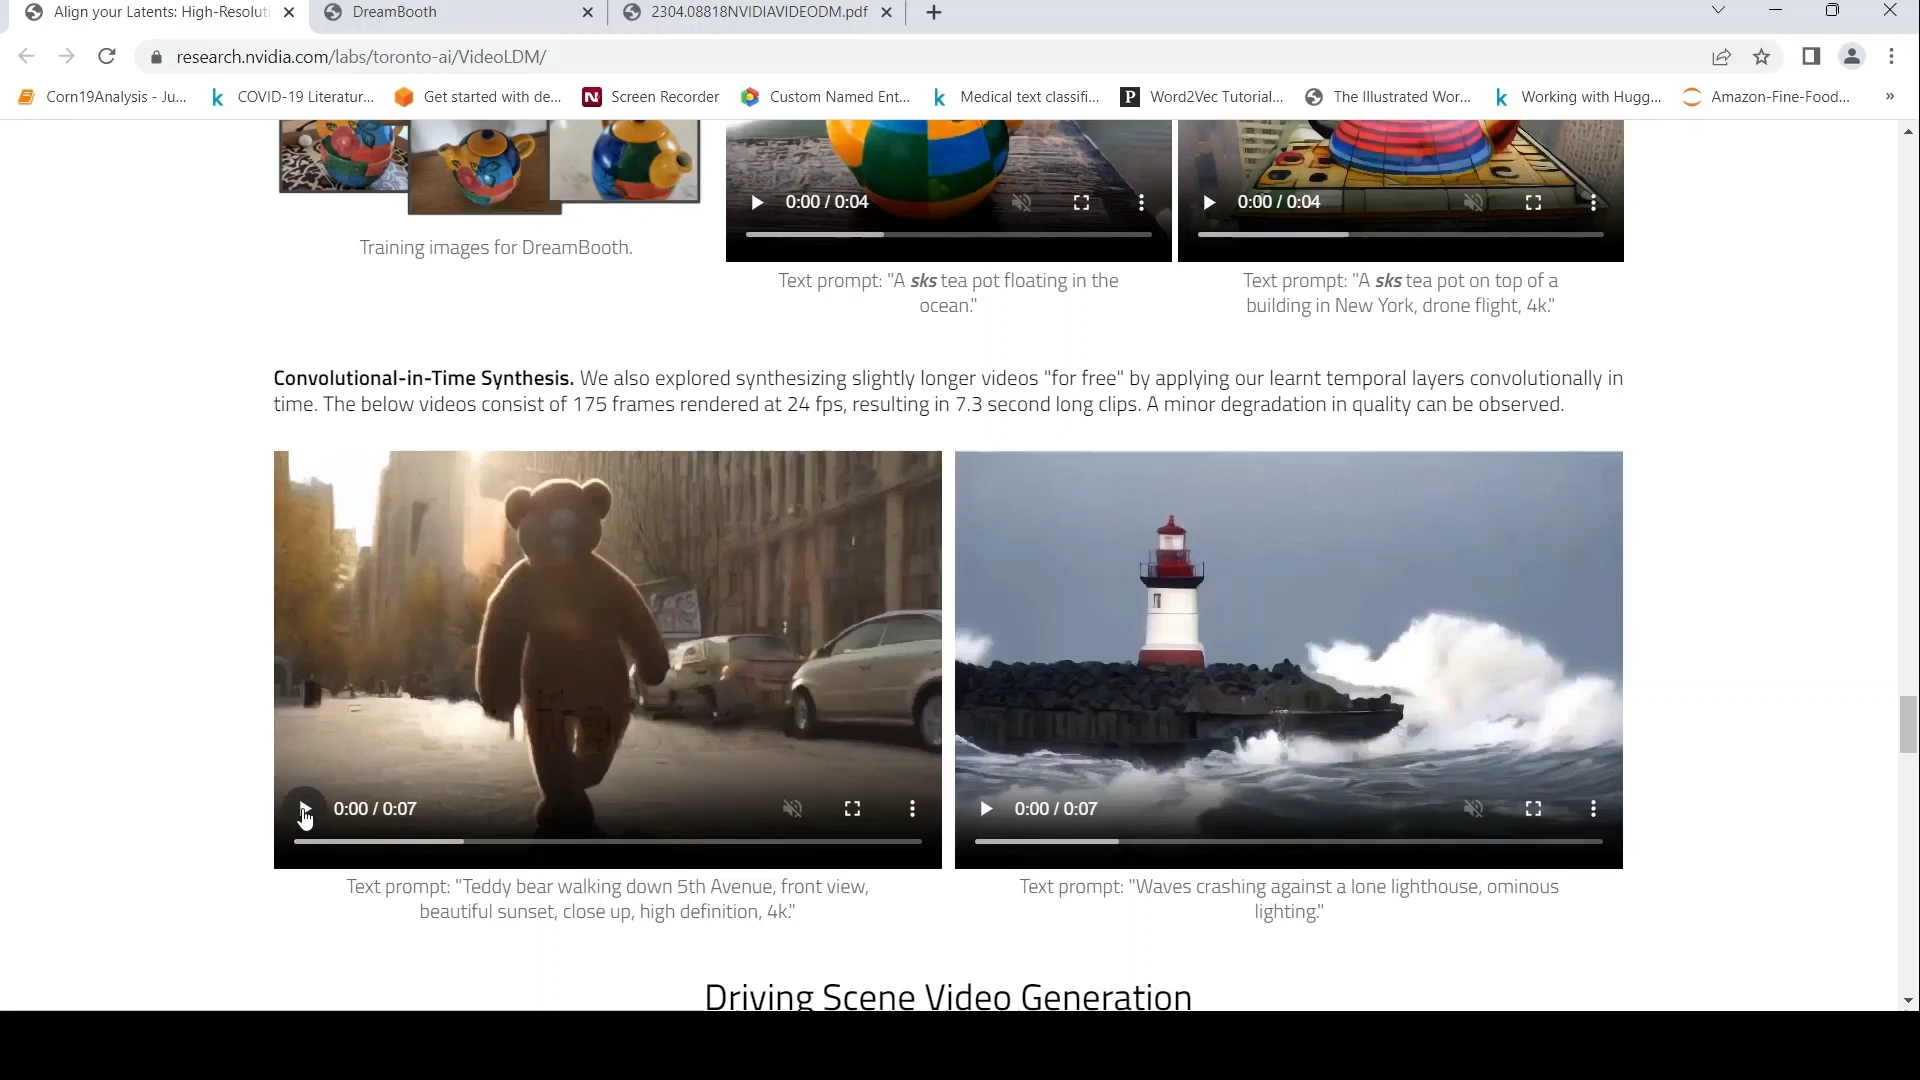 Align your Latents: High-Resoluti
DreamBooth
2304.08818NVIDIAVIDEODM.pdf
research.nvidia.com/labs/toronto-ai/VideoLDM/
Corn19Analysis - Ju...
COVID-19 Literatur...
Get started with de...
N
Screen Recorder
Custom Named Ent...
k
Medical text classifi...
P
Word2Vec Tutorial...
The Illustrated Wor...
k
Working with Hugg...
Amazon-Fine-Food...
»
0:00 / 0:04
0:00 / 0:04
Training images for DreamBooth.
Text prompt: "A sks tea pot floating in the
ocean."
Text prompt: "A sks tea pot on top of a
building in New York, drone flight, 4k."
Convolutional-in-Time Synthesis. We also explored synthesizing slightly longer videos "for free" by applying our learnt temporal layers convolutionally in
time. The below videos consist of 175 frames rendered at 24 fps, resulting in 7.3 second long clips. A minor degradation in quality can be observed.
0:00 / 0:07
0:00 / 0:07
Text prompt: "Teddy bear walking down 5th Avenue, front view,
beautiful sunset, close up, high definition, 4k."
Text prompt: "Waves crashing against a lone lighthouse, ominous
lighting."
Driving Scene Video Generation